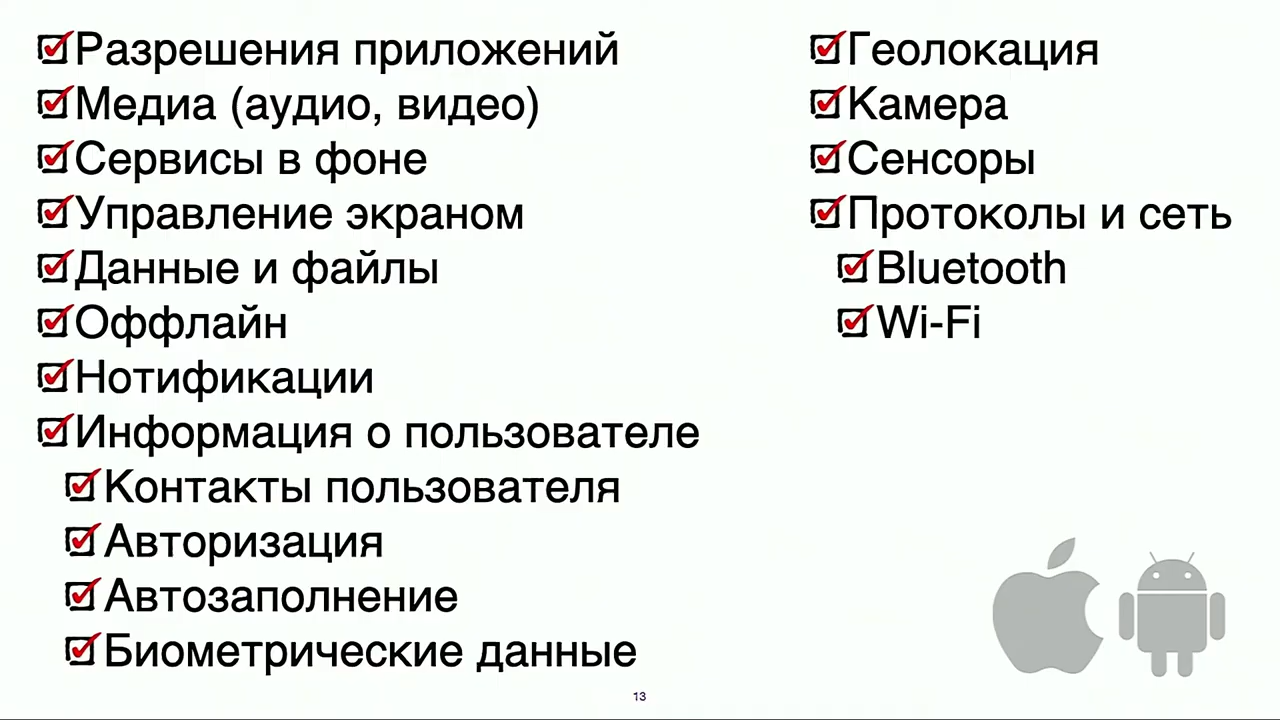 Разрешения приложений
Медиа (аудио, видео)
Сервисы в фоне
Управление экраном
Данные и файлы
Оффлайн
Нотификации
Информация о пользователе
Контакты пользователя
Авторизация
Автозаполнение
Биометрические данные
Геолокация
Камера
Сенсоры
Протоколы и сеть
Bluetooth
Wi-Fi
13